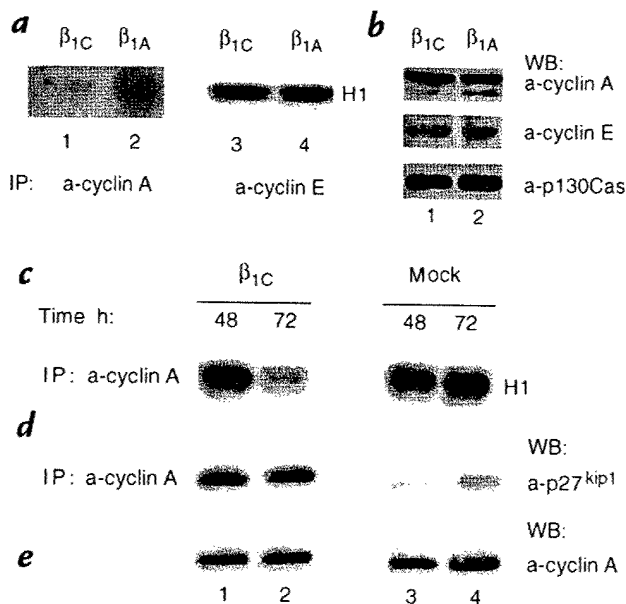 a
β1C β1A β1C β1A
H1
1 2 3 4
IP: a-cyclin A a-cyclin E
b
β1C β1A
WB:
a-cyclin A
a-cyclin E
a-p130Cas
1 2
c
β1C Mock
Time h: 48 72 48 72
IP: a-cyclin A H1
d
WB:
IP: a-cyclin A a-p27kip1
WB:
e a-cyclin A
1 2 3 4